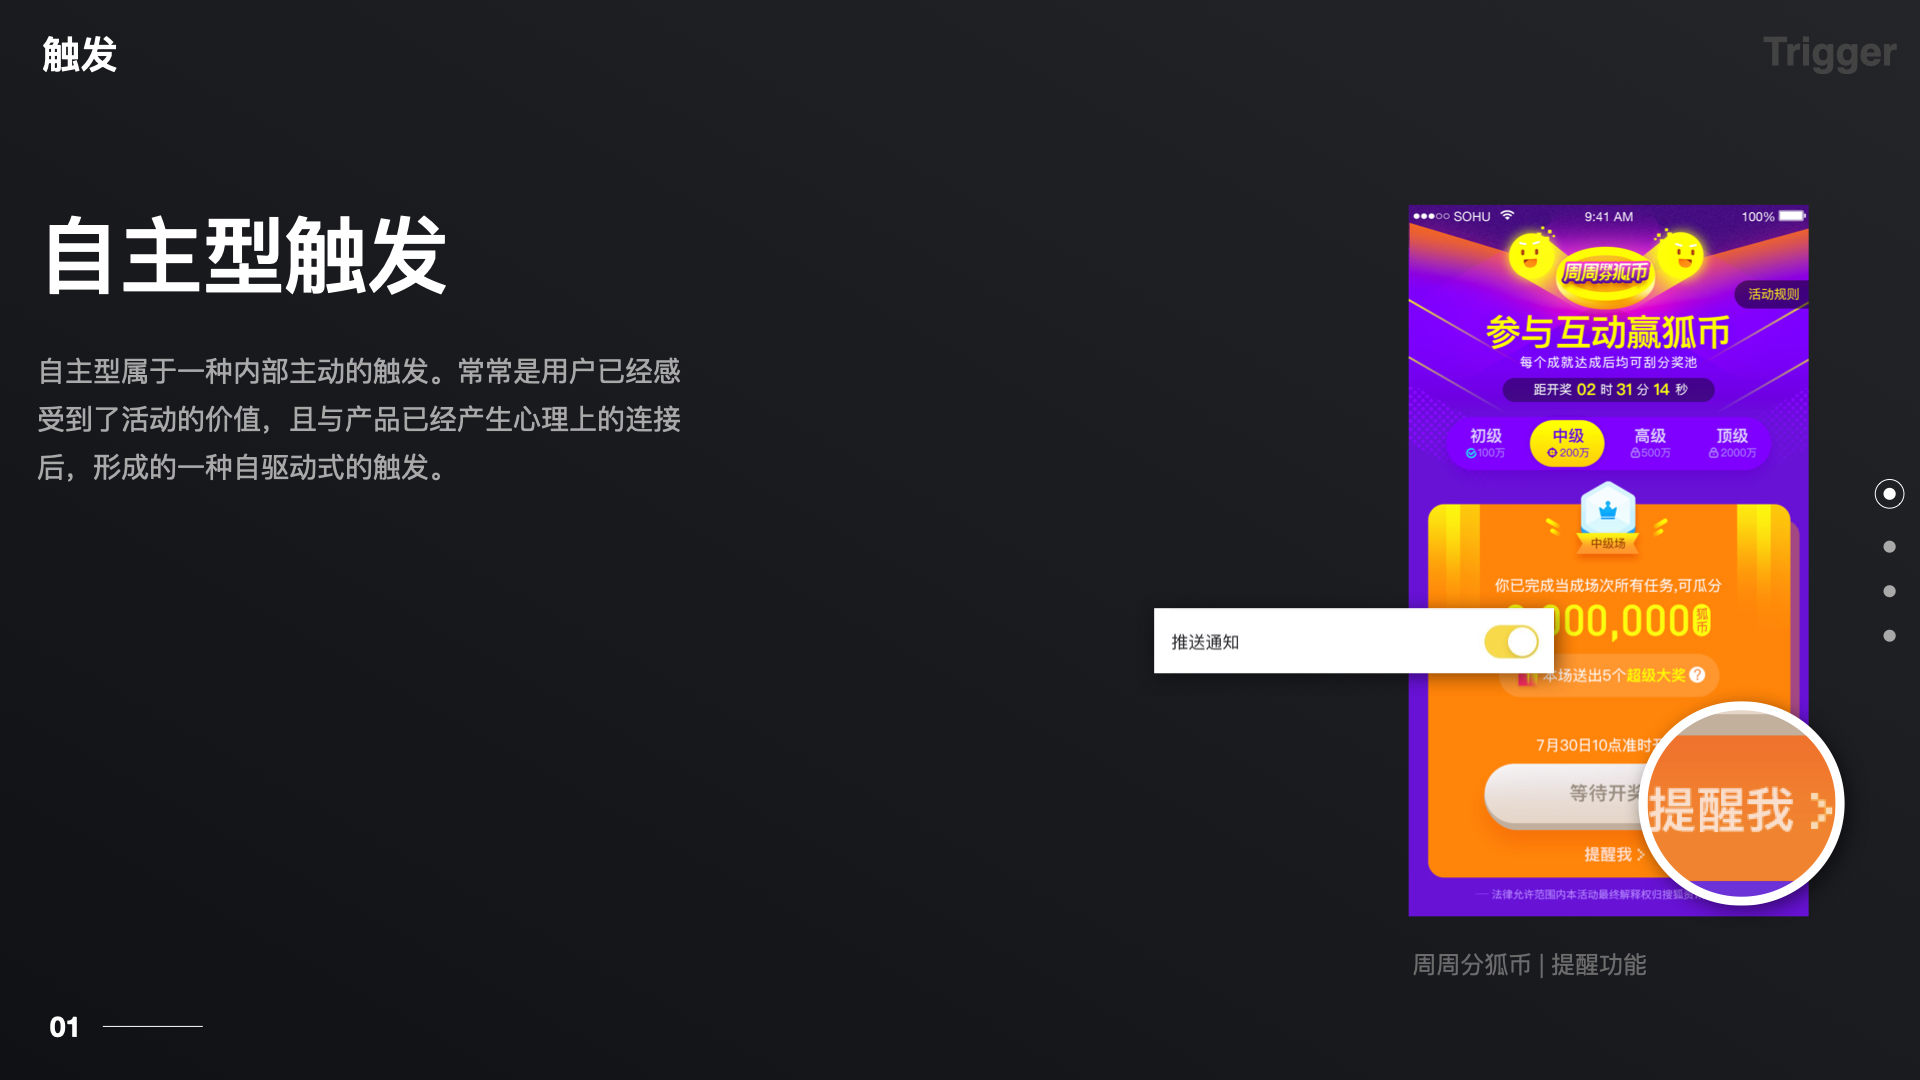 触发
Trigger
自主型触发
自主型属于一种内部主动的触发。常常是用户已经感
受到了活动的价值，且与产品已经产生心理上的连接
后，形成的一种自驱动式的触发。
SOHU 9:41 AM 100%
周周分狐币
活动规则
参与互动赢狐币
每个成就达成后均可刮分奖池
距开奖 02 时 31 分 14 秒
初级 中级 高级 顶级
100万 200万 500万 2000万
中级场
你已完成当成场次所有任务,可瓜分
00,000 狐币
推送通知
本场送出5个超级大奖 ?
7月30日10点准时
等待开奖
提醒我 >
提醒我 >
法律允许范围内本活动最终解释权归搜狐
周周分狐币 | 提醒功能
01